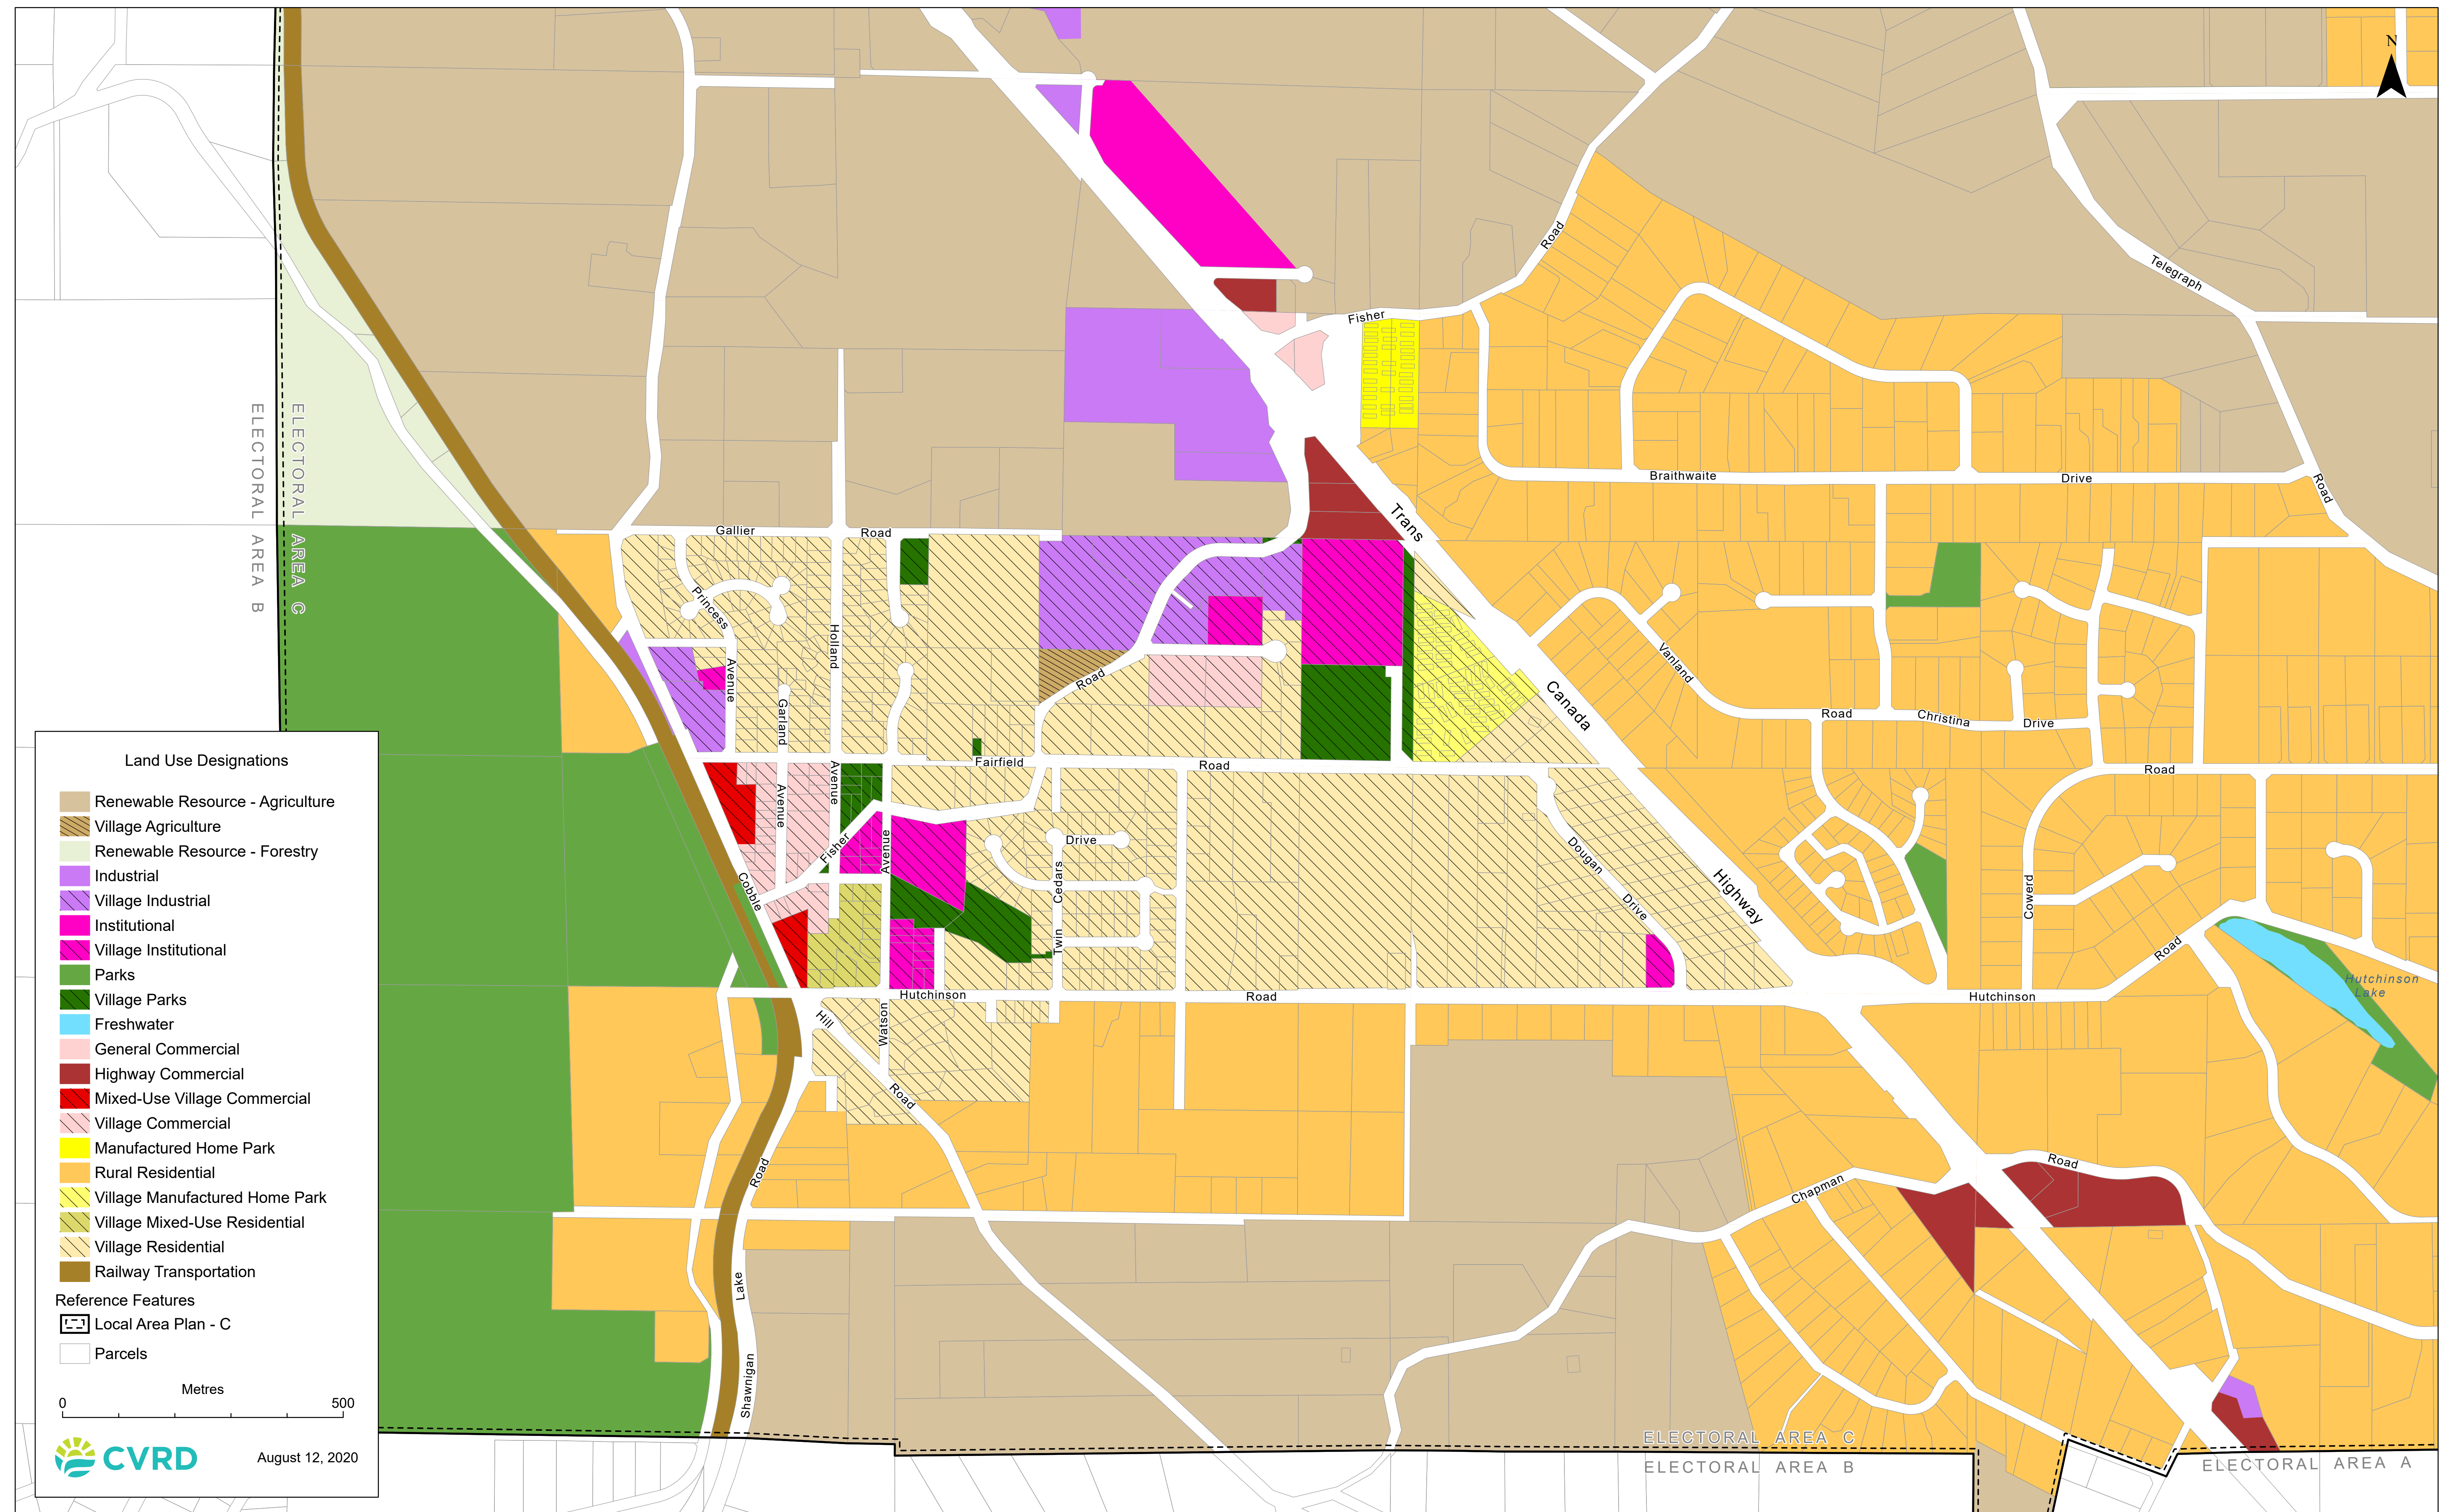 N
Road
Telegraph
Fisher
ELECTORAL AREA B
ELECTORAL AREA C
Braithwaite
Drive
Road
Trans
Gallier
Road
Princess
Avenue
Holland
Road
Vanland
Canada
Garland
Road
Christina
Drive
Fairfield
Road
Road
Avenue
Avenue
Fisher
Avenue
Drive
Cedars
Twin
Dougan
Drive
Highway
Cowerd
Road
Coble
Hutchinson
Lake
Hutchinson
Road
Hutchinson
Hill
Watson
Road
Road
Chapman
Road
Lake
Shawnigan
ELECTORAL AREA C
ELECTORAL AREA B
ELECTORAL AREA A
Land Use Designations
Renewable Resource - Agriculture
Village Agriculture
Renewable Resource - Forestry
Industrial
Village Industrial
Institutional
Village Institutional
Parks
Village Parks
Freshwater
General Commercial
Highway Commercial
Mixed-Use Village Commercial
Village Commercial
Manufactured Home Park
Rural Residential
Village Manufactured Home Park
Village Mixed-Use Residential
Village Residential
Railway Transportation
Reference Features
Local Area Plan - C
Parcels
Metres
0 500
CVRD
August 12, 2020